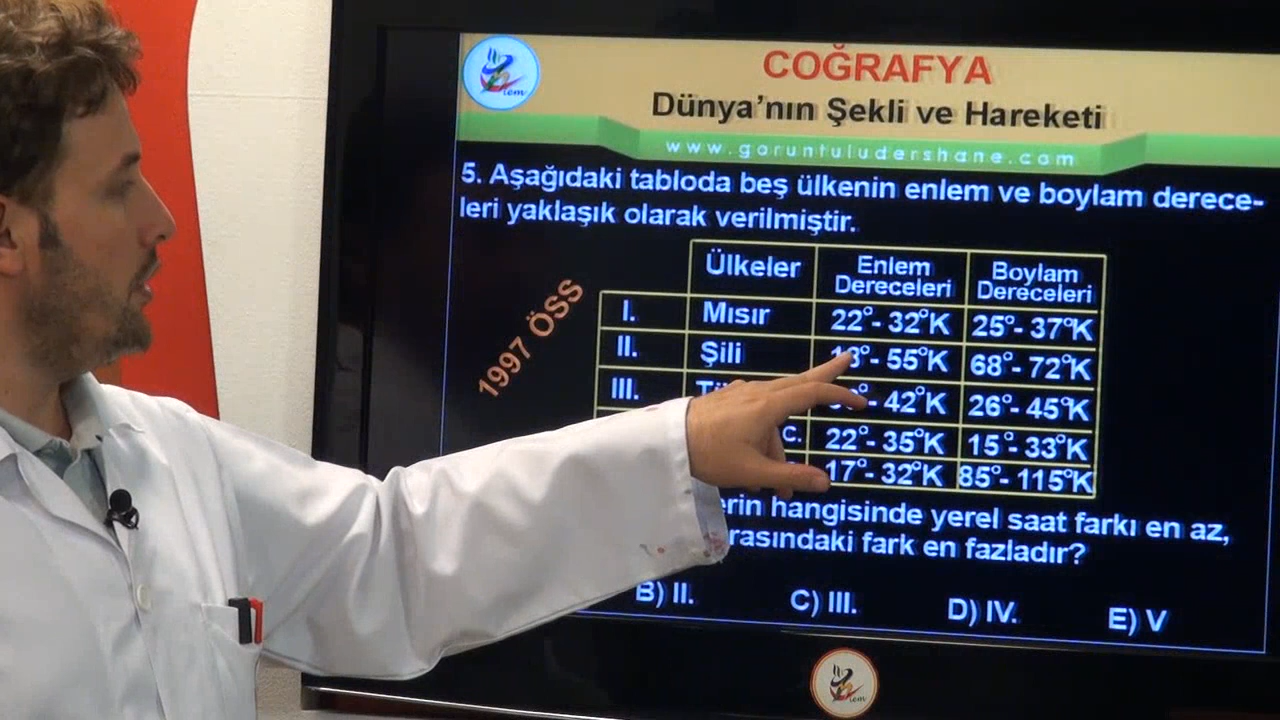 COĞRAFYA
Dünya’nın Şekli ve Hareketi
www.goruntuludershane.com
5. Aşağıdaki tabloda beş ülkenin enlem ve boylam derece-
leri yaklaşık olarak verilmiştir.
1997 ÖSS
Ülkeler Enlem Dereceleri Boylam Dereceleri
I. Mısır 22°- 32°K 25°- 37°K
II. Şili 18°- 55°K 68°- 72°K
III. - 42°K 26°- 45°K
C. 22°- 35°K 15°- 33°K
17°- 32°K 85°- 115°K
hangisinde yerel saat farkı en az,
fark en fazladır?
B) II. C) III. D) IV. E) V